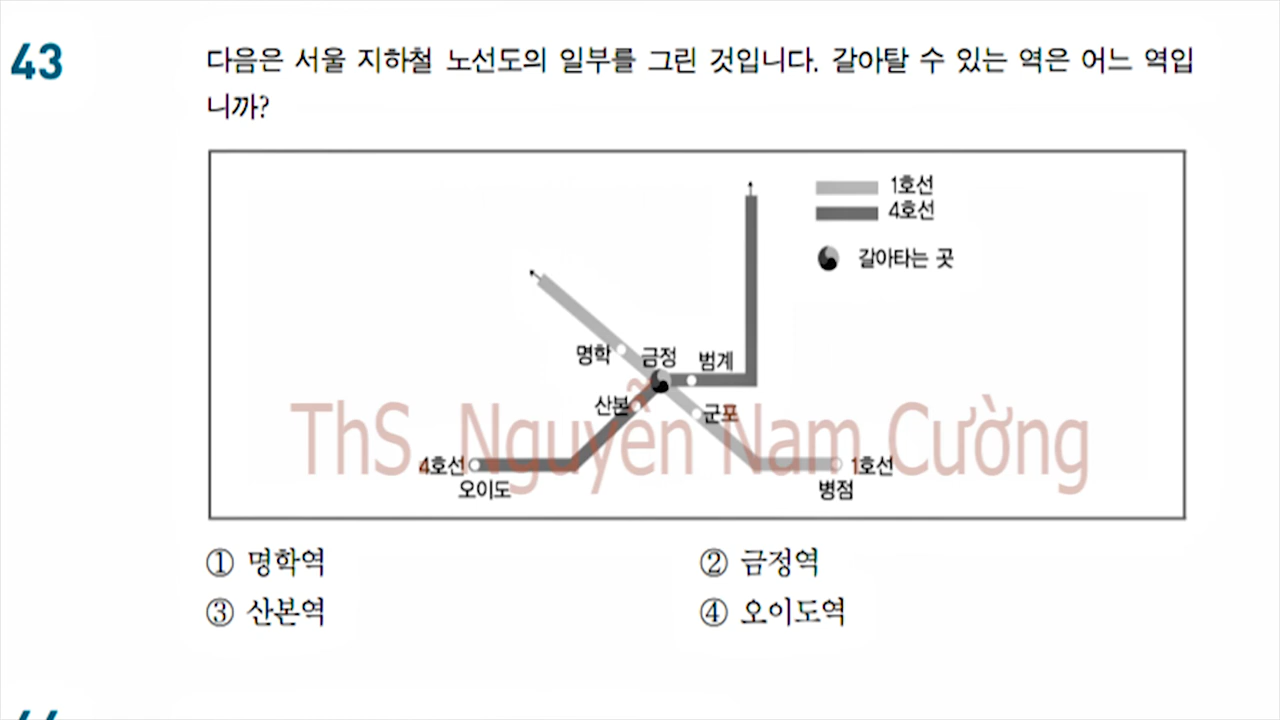 43
다음은 서울 지하철 노선도의 일부를 그린 것입니다. 갈아탈 수 있는 역은 어느 역입
니까?
1호선
4호선
갈아타는 곳
명학
금정
범계
산본
군포
ThS. Nguyễn Nam Cường
4호선
오이도
1호선
병점
① 명학역
② 금정역
③ 산본역
④ 오이도역